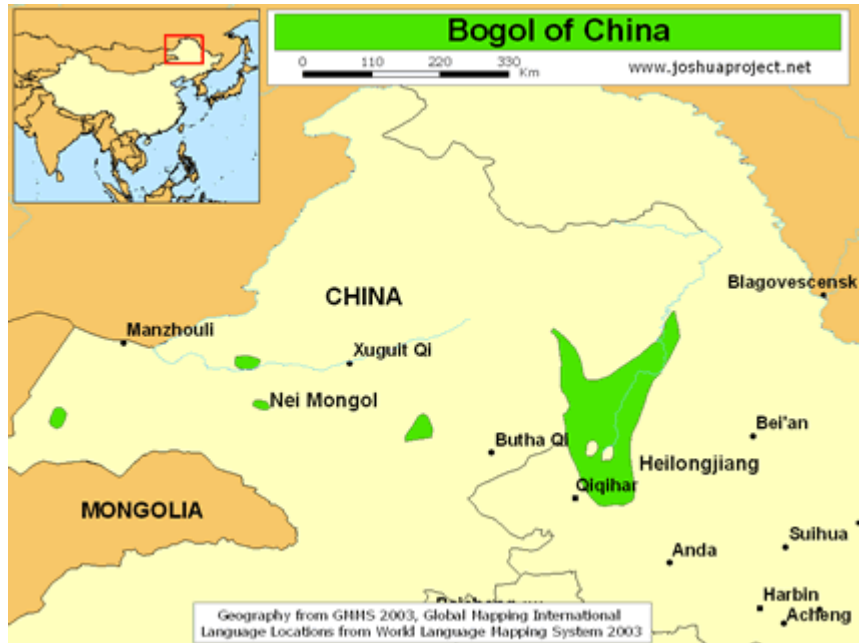 Bogol of China
0 110 220 330
Km
www.joshuaproject.net
Blagovescensk
CHINA
Manzhouli
Xuguit Qi
Nei Mongol
Butha Qi
Bei'an
Heilongjiang
Qiqihar
MONGOLIA
Suihua
Anda
Harbin
Acheng
Geography from GMMS 2003, Global Mapping International
Language Locations from World Language Mapping System 2003